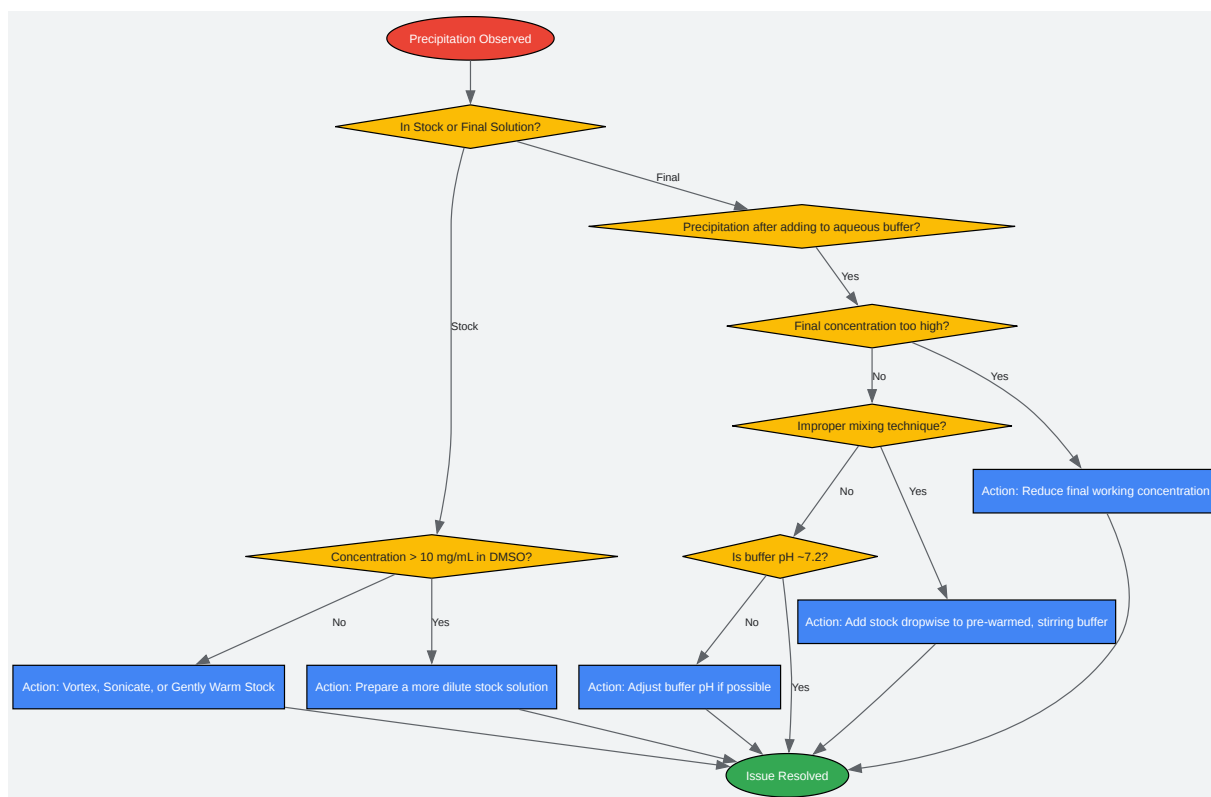 Precipitation Observed
In Stock or Final Solution?
Final
Precipitation after adding to aqueous buffer?
Yes
Stock
Final concentration too high?
No
Yes
Improper mixing technique?
No
Yes
Action: Reduce final working concentration
Concentration > 10 mg/mL in DMSO?
Is buffer pH ~7.2?
No
Yes
No
Action: Add stock dropwise to pre-warmed, stirring buffer
Action: Vortex, Sonicate, or Gently Warm Stock
Action: Prepare a more dilute stock solution
Action: Adjust buffer pH if possible
Yes
Issue Resolved